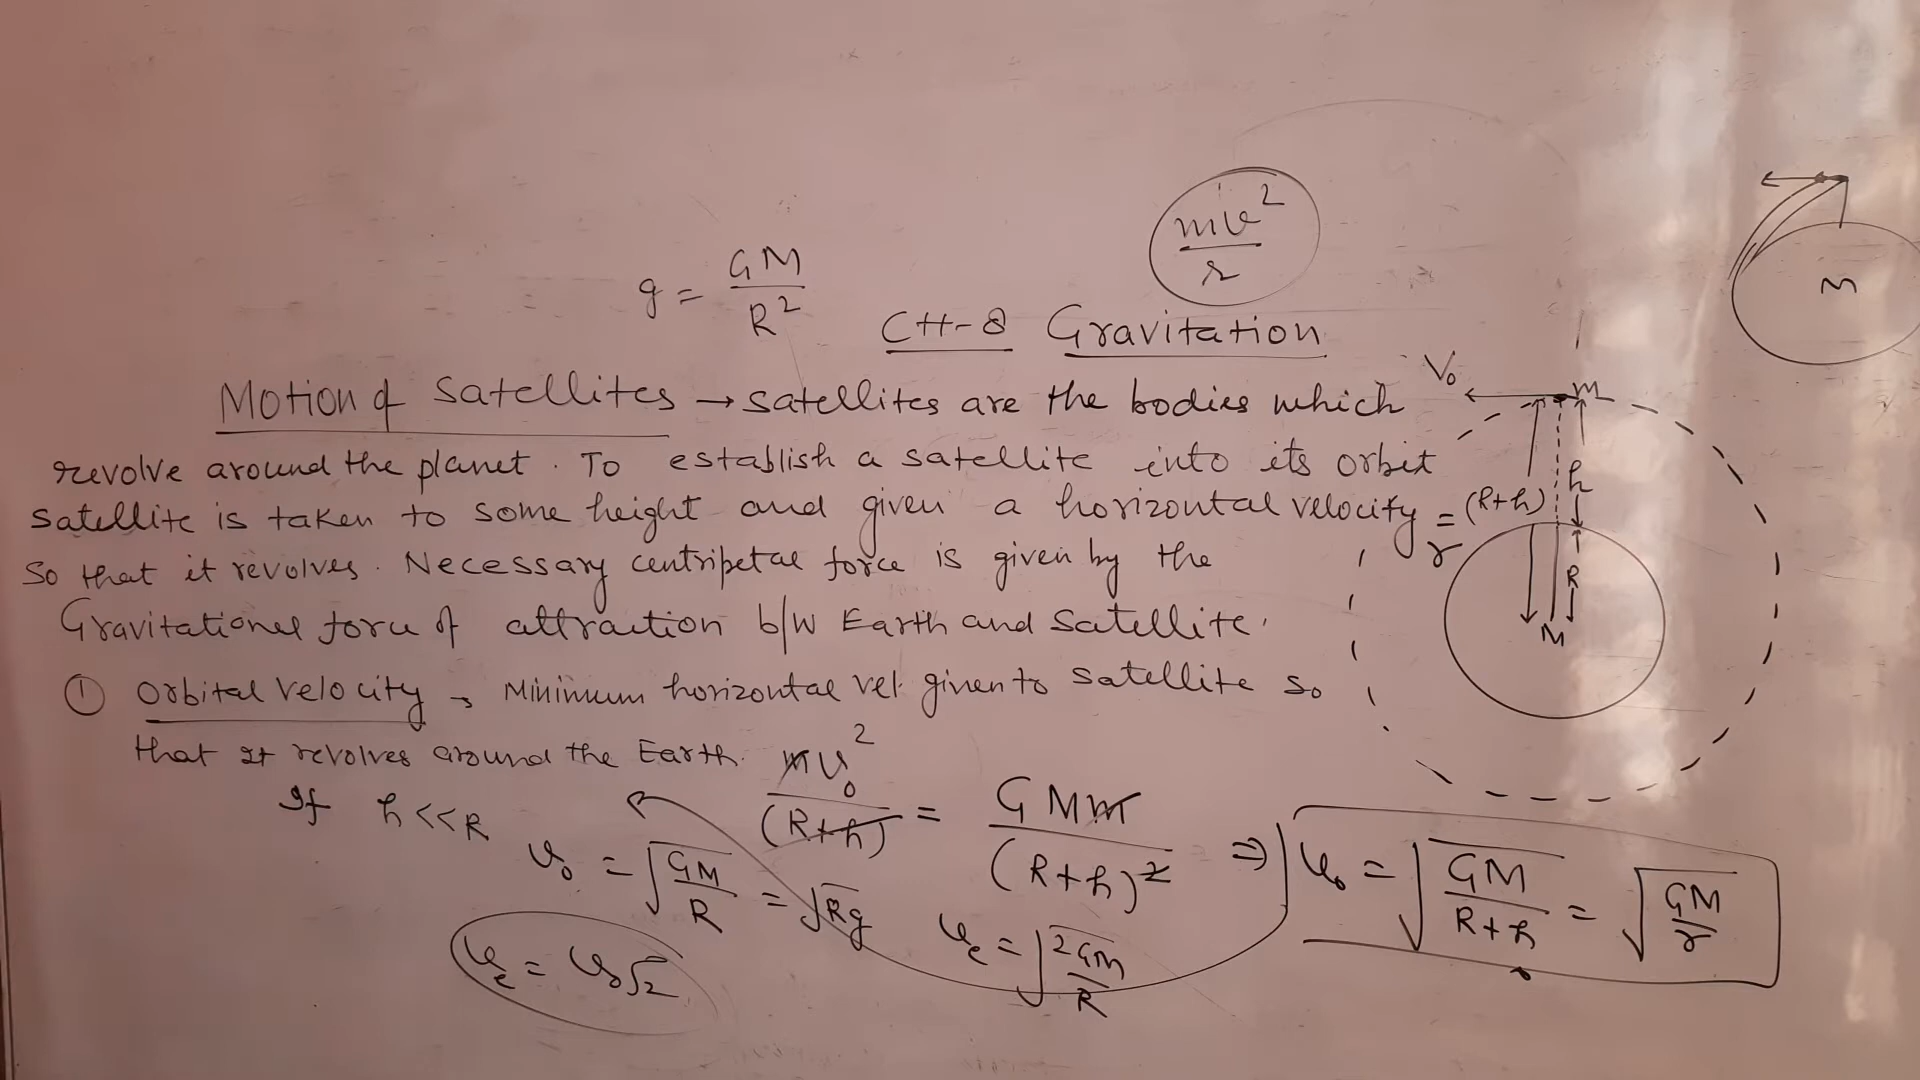 mv²/r
g = GM/R²
CH-8 Gravitation
Motion of satellites → satellites are the bodies which
revolve around the planet. To establish a satellite into its orbit
satellite is taken to some height and given a horizontal velocity
so that it revolves. Necessary centripetal force is given by the
Gravitational force of attraction b/w Earth and satellite.
① Orbital velocity → Minimum horizontal vel. given to satellite so
that it revolves around the Earth.
mv₀²/(R+h) = GMm/(R+h)² ⇒ v₀ = √(GM/(R+h)) = √(GM/r)
If h<<R
v₀ = √(GM/R) = √Rg
vₑ = √(2GM/R)
vₑ = v₀√2
V₀
m
h
(R+h)
= r
R
M
M